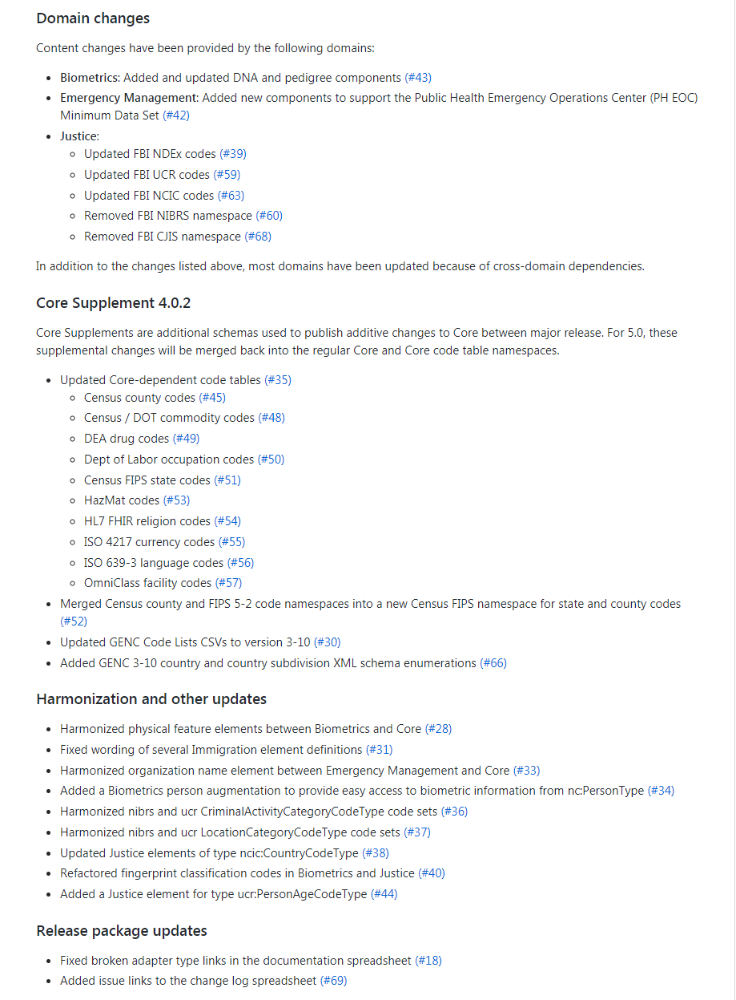 Domain changes
Content changes have been provided by the following domains:
• Biometrics: Added and updated DNA and pedigree components (#43)
• Emergency Management: Added new components to support the Public Health Emergency Operations Center (PH EOC)
Minimum Data Set (#42)
• Justice:
◦ Updated FBI NDEx codes (#39)
◦ Updated FBI UCR codes (#59)
◦ Updated FBI NCIC codes (#63)
◦ Removed FBI NIBRS namespace (#60)
◦ Removed FBI CJIS namespace (#68)
In addition to the changes listed above, most domains have been updated because of cross-domain dependencies.
Core Supplement 4.0.2
Core Supplements are additional schemas used to publish additive changes to Core between major release. For 5.0, these
supplemental changes will be merged back into the regular Core and Core code table namespaces.
• Updated Core-dependent code tables (#35)
◦ Census county codes (#45)
◦ Census / DOT commodity codes (#48)
◦ DEA drug codes (#49)
◦ Dept of Labor occupation codes (#50)
◦ Census FIPS state codes (#51)
◦ HazMat codes (#53)
◦ HL7 FHIR religion codes (#54)
◦ ISO 4217 currency codes (#55)
◦ ISO 639-3 language codes (#56)
◦ OmniClass facility codes (#57)
• Merged Census county and FIPS 5-2 code namespaces into a new Census FIPS namespace for state and county codes
(#52)
• Updated GENC Code Lists CSVs to version 3-10 (#30)
• Added GENC 3-10 country and country subdivision XML schema enumerations (#66)
Harmonization and other updates
• Harmonized physical feature elements between Biometrics and Core (#28)
• Fixed wording of several Immigration element definitions (#31)
• Harmonized organization name element between Emergency Management and Core (#33)
• Added a Biometrics person augmentation to provide easy access to biometric information from nc:PersonType (#34)
• Harmonized nibrs and ucr CriminalActivityCategoryCodeType code sets (#36)
• Harmonized nibrs and ucr LocationCategoryCodeType code sets (#37)
• Updated Justice elements of type ncic:CountryCodeType (#38)
• Refactored fingerprint classification codes in Biometrics and Justice (#40)
• Added a Justice element for type ucr:PersonAgeCodeType (#44)
Release package updates
• Fixed broken adapter type links in the documentation spreadsheet (#18)
• Added issue links to the change log spreadsheet (#69)